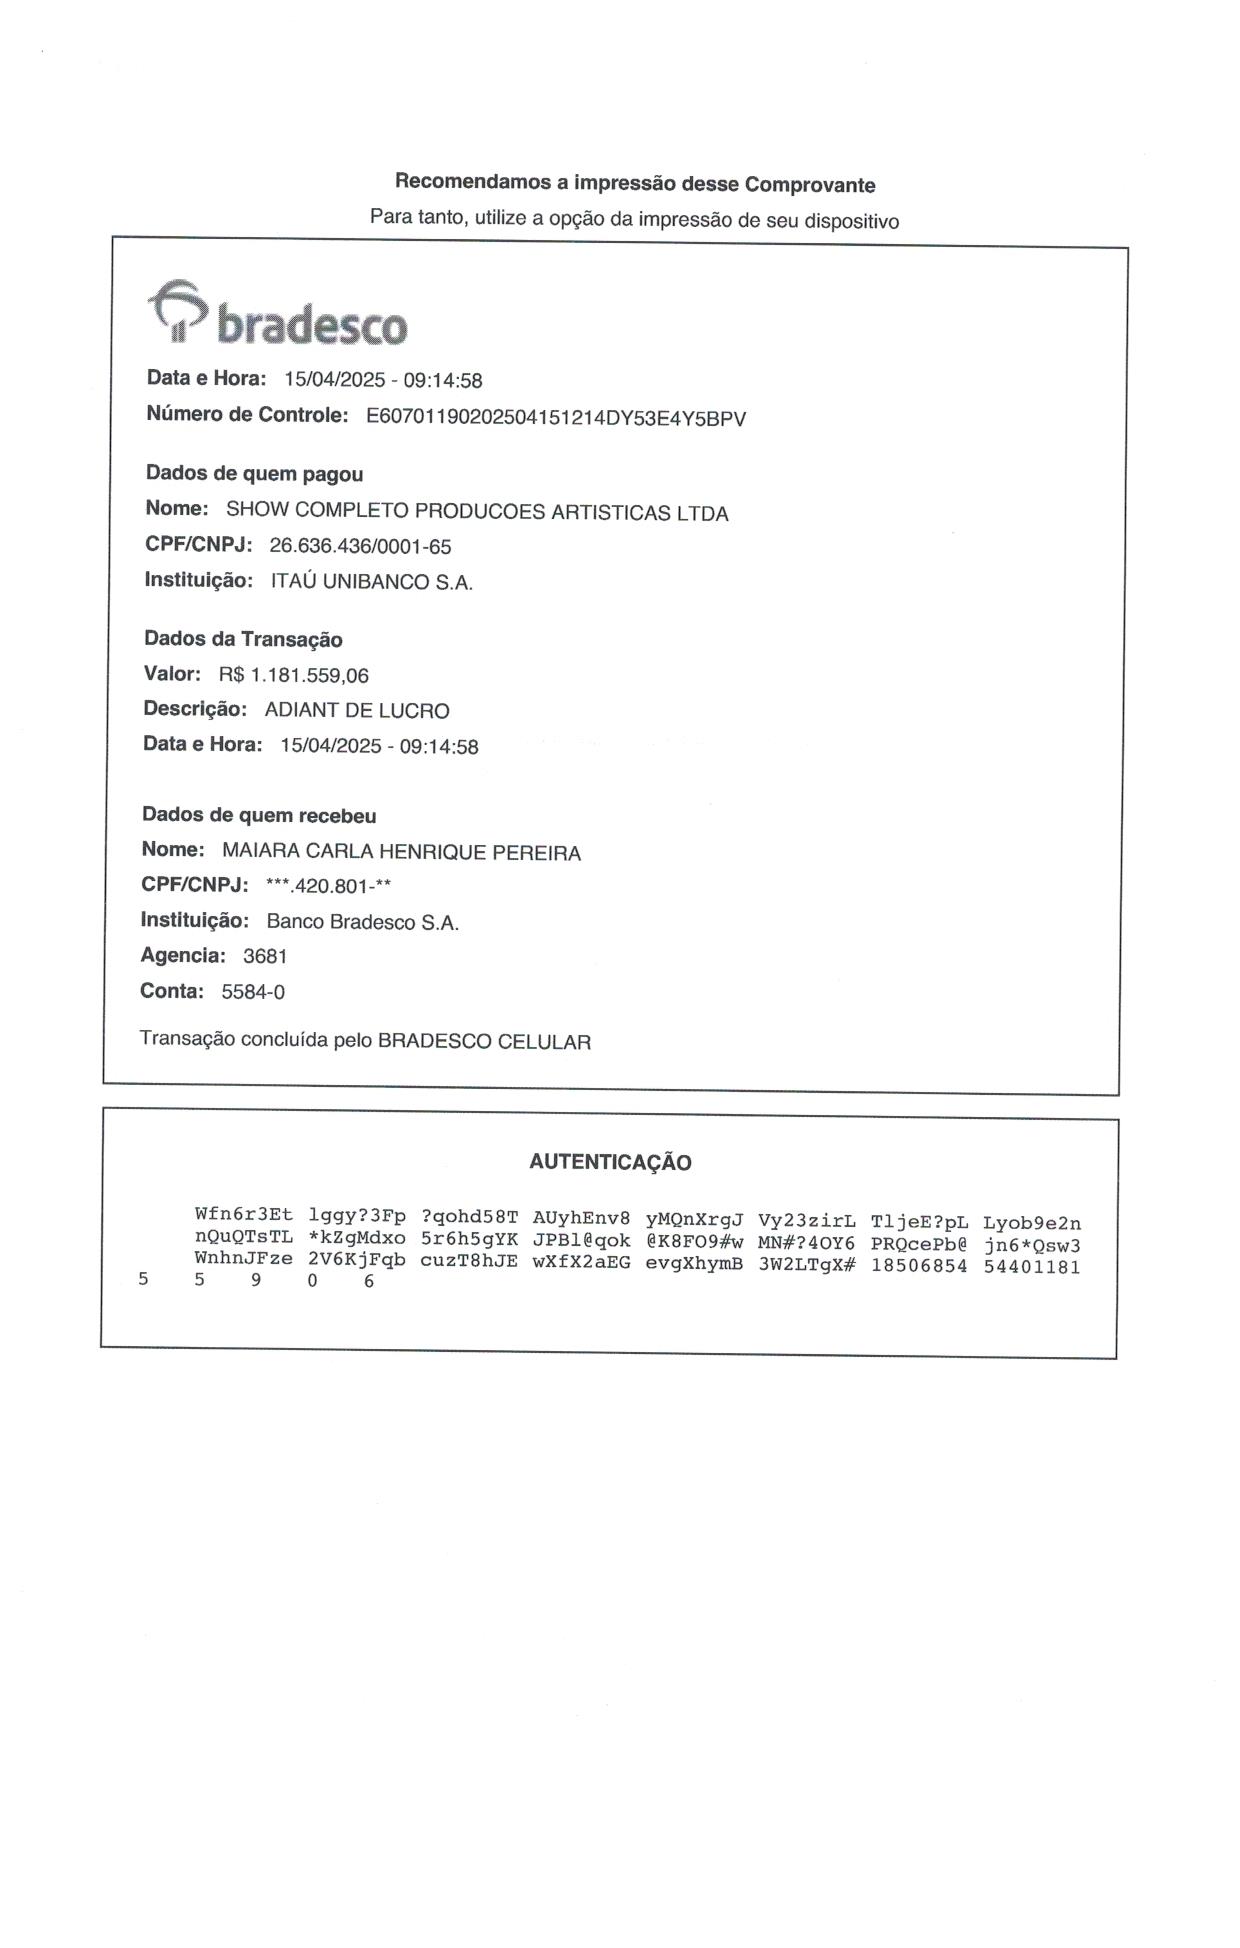 Recomendamos a impressão desse Comprovante
Para tanto, utilize a opção da impressão de seu dispositivo
bradesco
Data e Hora: 15/04/2025 - 09:14:58
Número de Controle: E60701190202504151214DY53E4Y5BPV
Dados de quem pagou
Nome: SHOW COMPLETO PRODUCOES ARTISTICAS LTDA
CPF/CNPJ: 26.636.436/0001-65
Instituição: ITAÚ UNIBANCO S.A.
Dados da Transação
Valor: R$ 1.181.559,06
Descrição: ADIANT DE LUCRO
Data e Hora: 15/04/2025 - 09:14:58
Dados de quem recebeu
Nome: MAIARA CARLA HENRIQUE PEREIRA
CPF/CNPJ: ***.420.801-**
Instituição: Banco Bradesco S.A.
Agencia: 3681
Conta: 5584-0
Transação concluída pelo BRADESCO CELULAR
AUTENTICAÇÃO
Wfn6r3Et lggy?3Fp ?qohd58T AUyhEnv8 yMQnXrgJ Vy23zirL TljeE?pL Lyob9e2n
nQuQTsTL *kZgMdxo 5r6h5gYK JPBl@qok @K8FO9#w MN#?4OY6 PRQcePb@ jn6*Qsw3
WnhnJFze 2V6KjFqb cuzT8hJE wXfX2aEG evgXhymB 3W2LTgX# 18506854 54401181
5 5 9 0 6